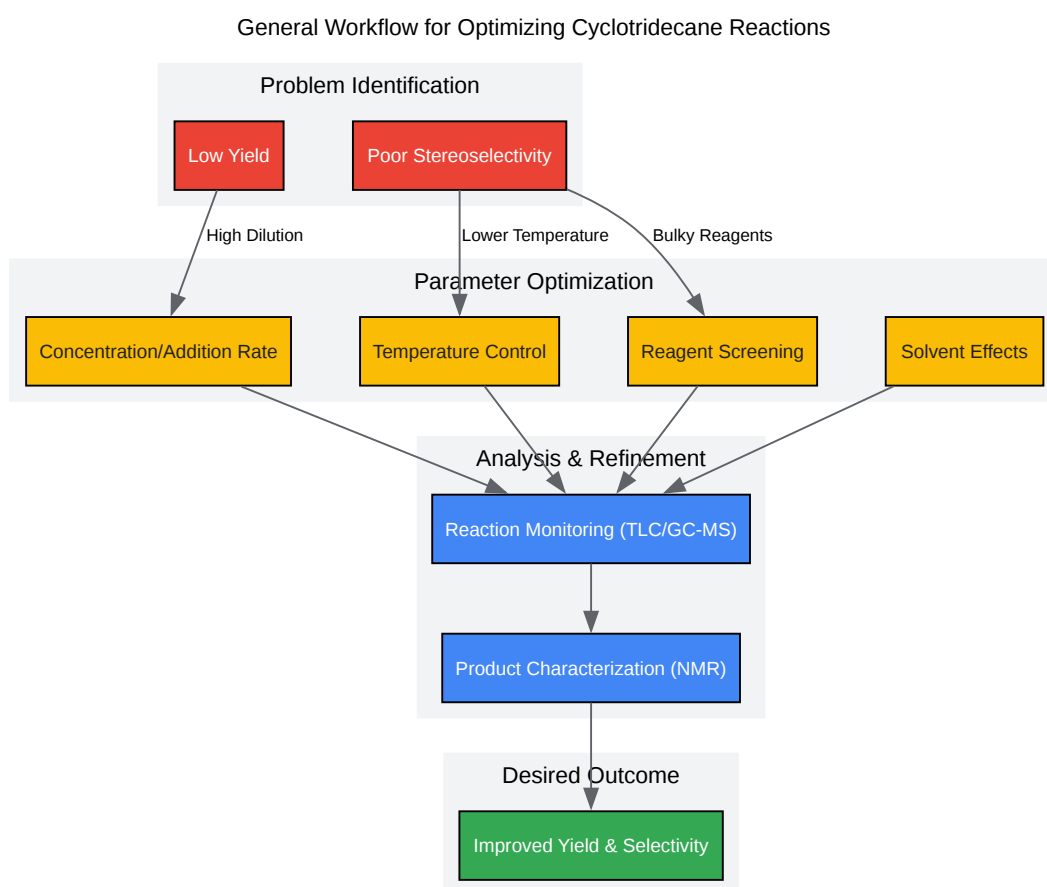 General Workflow for Optimizing Cyclotridecane Reactions
Problem Identification
Low Yield
Poor Stereoselectivity
High Dilution
Lower Temperature
Bulky Reagents
Parameter Optimization
Concentration/Addition Rate
Temperature Control
Reagent Screening
Solvent Effects
Analysis & Refinement
Reaction Monitoring (TLC/GC-MS)
Product Characterization (NMR)
Desired Outcome
Improved Yield & Selectivity